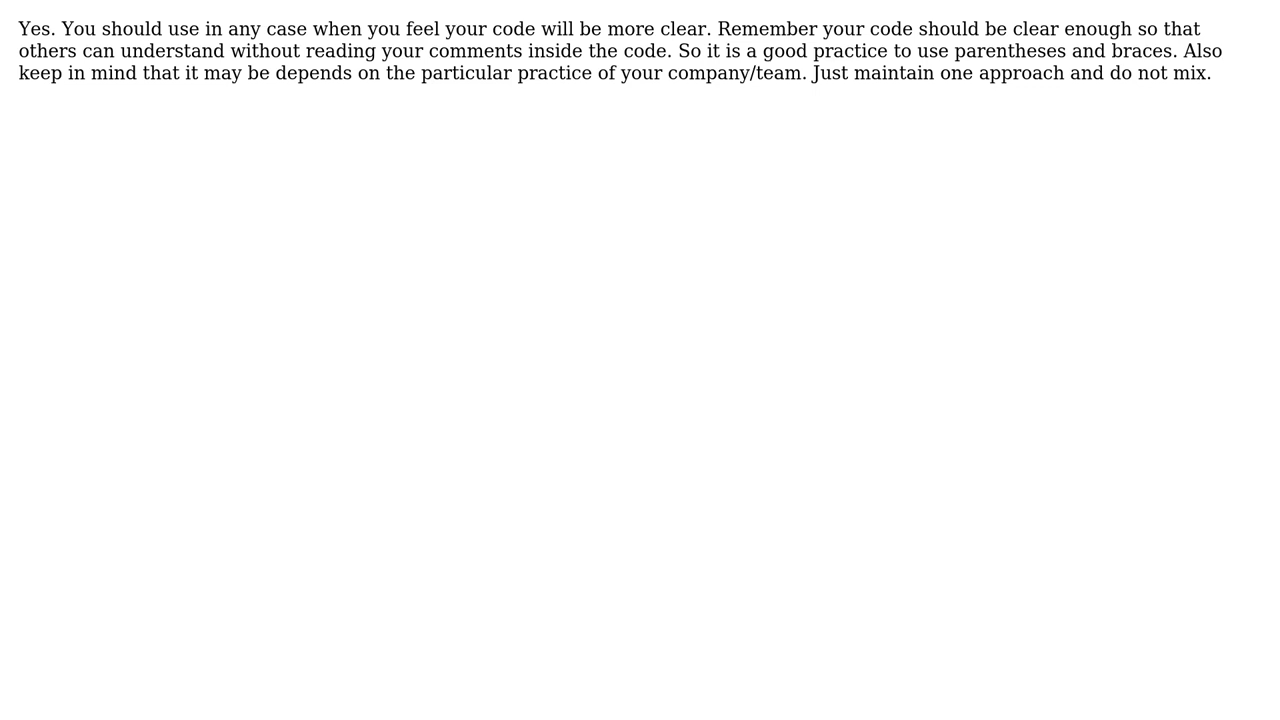 Yes. You should use in any case when you feel your code will be more clear. Remember your code should be clear enough so that
others can understand without reading your comments inside the code. So it is a good practice to use parentheses and braces. Also
keep in mind that it may be depends on the particular practice of your company/team. Just maintain one approach and do not mix.